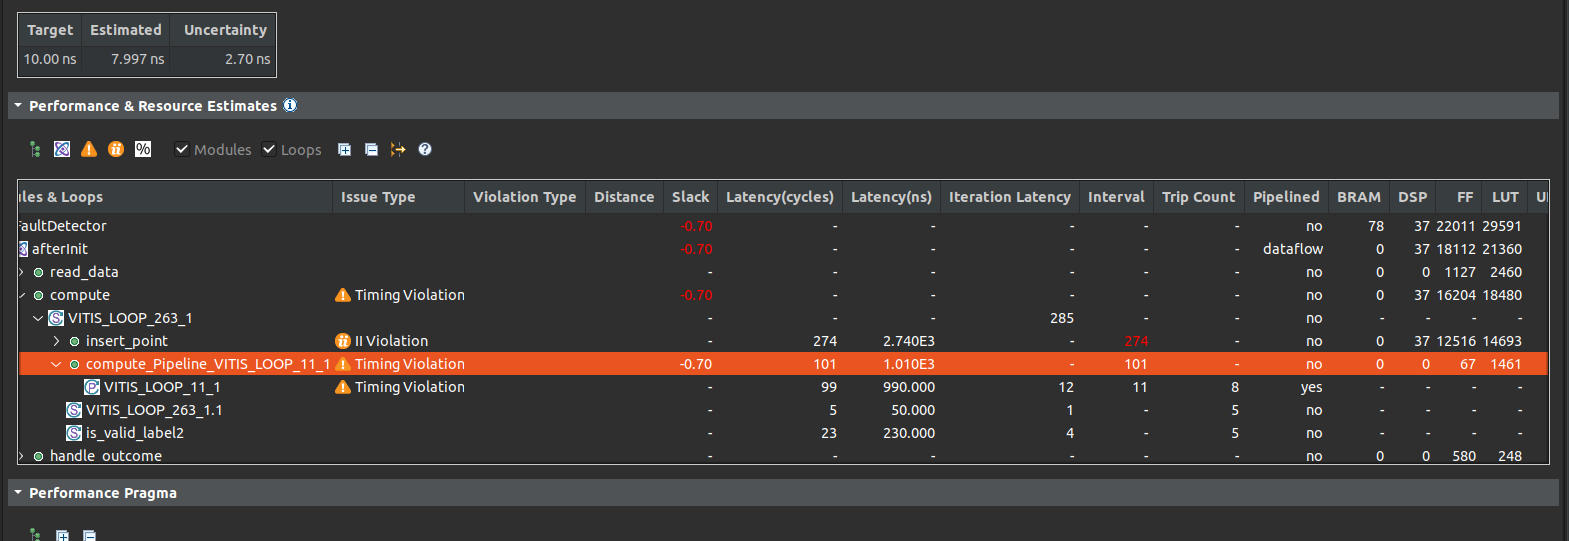 Target Estimated Uncertainty
10.00 ns 7.997 ns 2.70 ns
Performance & Resource Estimates
% Modules Loops
ules & Loops Issue Type Violation Type Distance Slack Latency(cycles) Latency(ns) Iteration Latency Interval Trip Count Pipelined BRAM DSP FF LUT U
aultDetector -0.70 - - - - - no 78 37 22011 29591
afterInit -0.70 - - - - - dataflow 0 37 18112 21360
read_data - - - - - - no 0 0 1127 2460
compute Timing Violation -0.70 - - - - - no 0 37 16204 18480
VITIS_LOOP_263_1 - - - 285 - - no - - - -
insert_point II Violation - 274 2.740E3 - 274 - no 0 37 12516 14693
compute_Pipeline_VITIS_LOOP_11_1 Timing Violation -0.70 101 1.010E3 - 101 - no 0 0 67 1461
VITIS_LOOP_11_1 Timing Violation - 99 990.000 12 11 8 yes - - - -
VITIS_LOOP_263_1.1 - 5 50.000 1 - 5 no - - - -
is_valid_label2 - 23 230.000 4 - 5 no - - - -
handle_outcome - - - - - - no 0 0 580 248
Performance Pragma